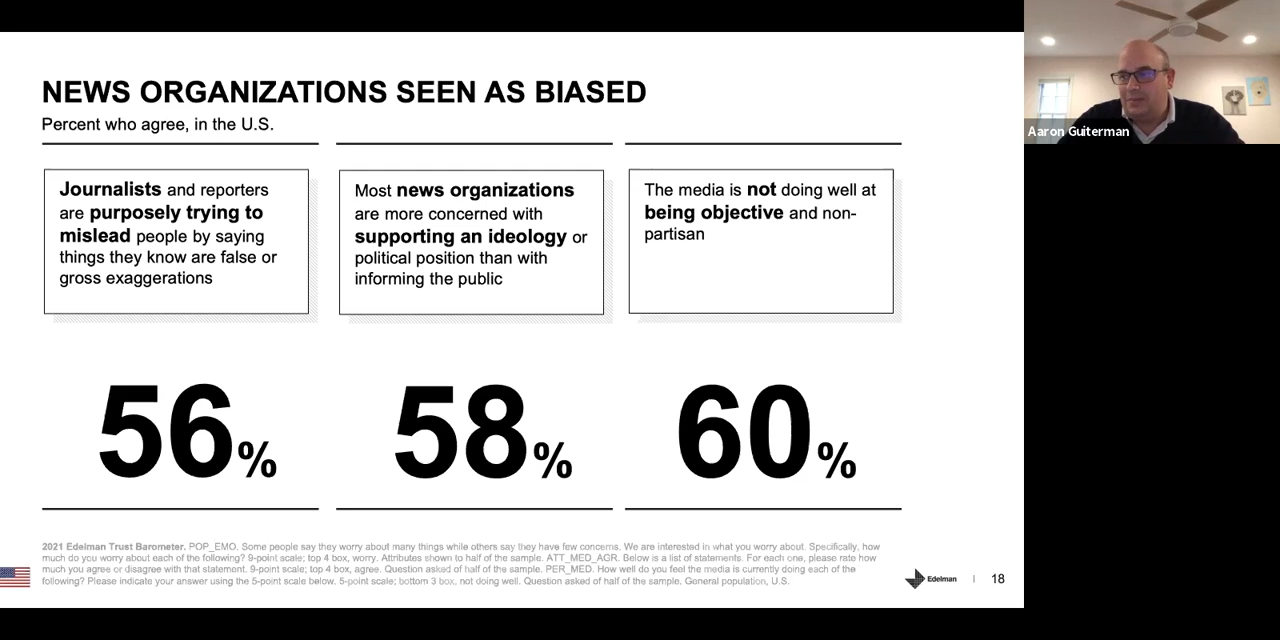 NEWS ORGANIZATIONS SEEN AS BIASED
Percent who agree, in the U.S.
Journalists and reporters
are purposely trying to
mislead people by saying
things they know are false or
gross exaggerations
Most news organizations
are more concerned with
supporting an ideology or
political position than with
informing the public
The media is not doing well at
being objective and non-
partisan
56%
58%
60%
2021 Edelman Trust Barometer. POP_EMO. Some people say they worry about many things while others say they have few concerns. We are interested in what you worry about. Specifically, how
much do you worry about each of the following? 9-point scale; top 4 box, worry. Attributes shown to half of the sample. ATT_MED_AGR. Below is a list of statements. For each one, please rate how
much you agree or disagree with that statement. 9-point scale; top 4 box, agree. Question asked of half of the sample. PER_MED. How well do you feel the media is currently doing each of the
following? Please indicate your answer using the 5-point scale below. 5-point scale; bottom 3 box, not doing well. Question asked of half of the sample. General population, U.S.
Edelman | 18
Aaron Guiterman